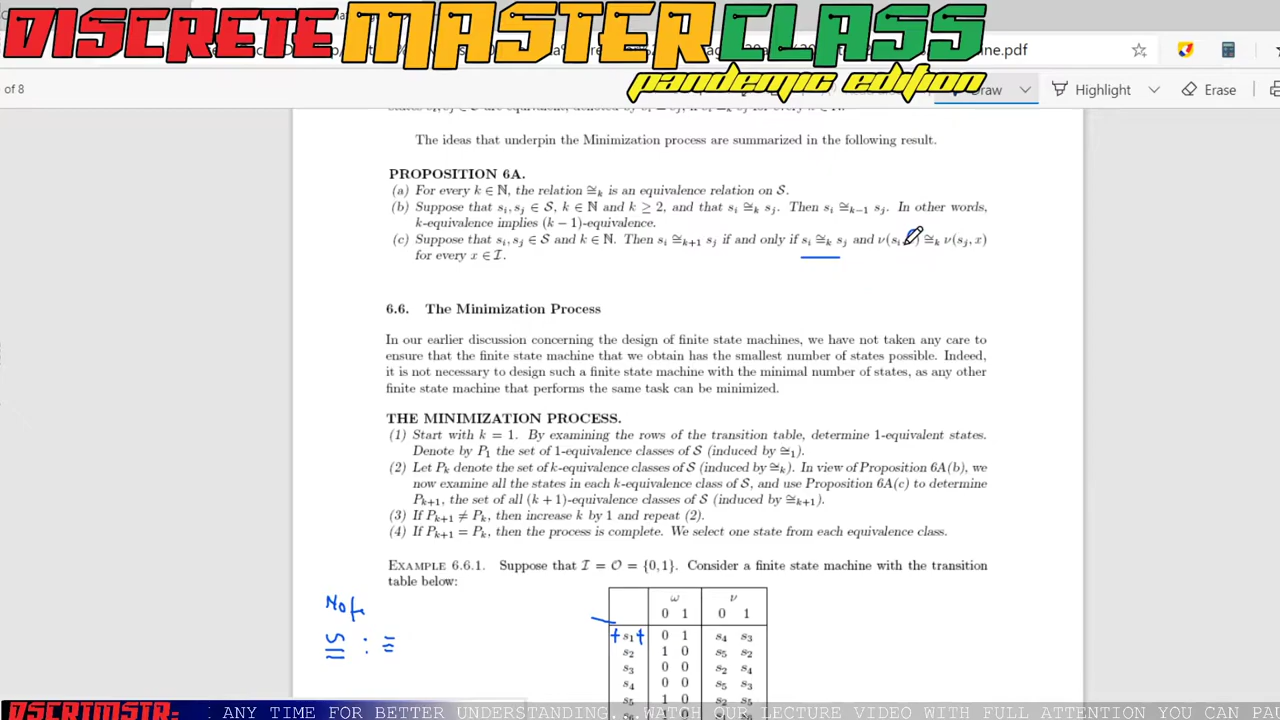 DISCRETE MASTER CLASS
pandemic edition
ine.pdf
of 8
Draw
Highlight
Erase
The ideas that underpin the Minimization process are summarized in the following result.
PROPOSITION 6A.
(a) For every k ∈ ℕ, the relation ≅k is an equivalence relation on S.
(b) Suppose that si, sj ∈ S, k ∈ ℕ and k ≥ 2, and that si ≅k sj. Then si ≅k−1 sj. In other words,
k-equivalence implies (k − 1)-equivalence.
(c) Suppose that si, sj ∈ S and k ∈ ℕ. Then si ≅k+1 sj if and only if si ≅k sj and ν(si ) ≅k ν(sj, x)
for every x ∈ I.
6.6. The Minimization Process
In our earlier discussion concerning the design of finite state machines, we have not taken any care to
ensure that the finite state machine that we obtain has the smallest number of states possible. Indeed,
it is not necessary to design such a finite state machine with the minimal number of states, as any other
finite state machine that performs the same task can be minimized.
THE MINIMIZATION PROCESS.
(1) Start with k = 1. By examining the rows of the transition table, determine 1-equivalent states.
Denote by P1 the set of 1-equivalence classes of S (induced by ≅1).
(2) Let Pk denote the set of k-equivalence classes of S (induced by ≅k). In view of Proposition 6A(b), we
now examine all the states in each k-equivalence class of S, and use Proposition 6A(c) to determine
Pk+1, the set of all (k + 1)-equivalence classes of S (induced by ≅k+1).
(3) If Pk+1 ≠ Pk, then increase k by 1 and repeat (2).
(4) If Pk+1 = Pk, then the process is complete. We select one state from each equivalence class.
EXAMPLE 6.6.1. Suppose that I = O = {0, 1}. Consider a finite state machine with the transition
table below:
ω ν
0 1 0 1
+ s1 + 0 1 s4 s3
s2 1 0 s5 s2
s3 0 0 s2 s4
s4 0 0 s5 s3
s5 1 0 s2 s5
Note
≅ : ≡
DSCRTMSTR:
: ANY TIME FOR BETTER UNDERSTANDING. .WATCH OUR LECTURE VIDEO WITH FULL ATTENTION YOU CAN PAU